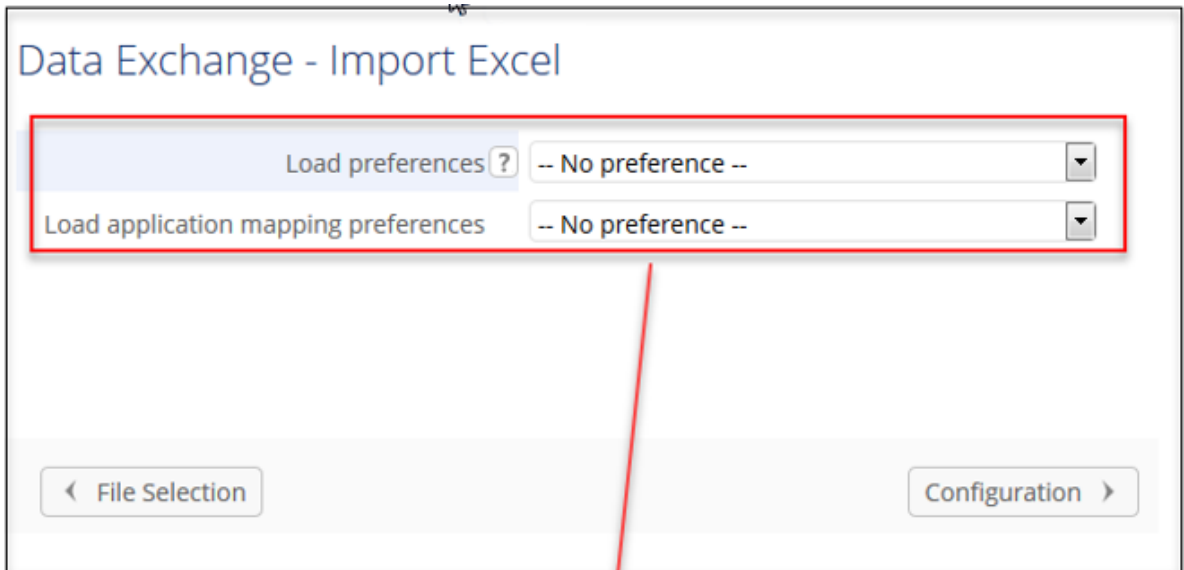 Data Exchange - Import Excel
Load preferences ? -- No preference --
Load application mapping preferences -- No preference --
File Selection
Configuration